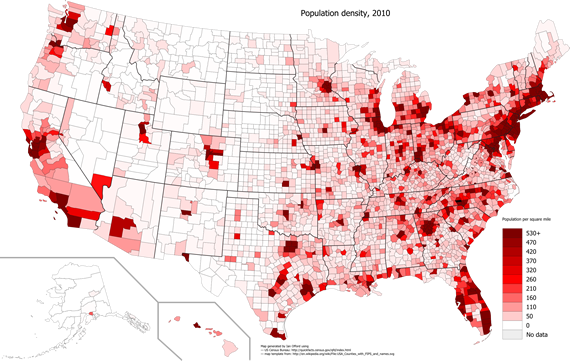 Population density, 2010
Population per square mile
530+
470
420
370
320
260
210
160
110
50
0
No data
Map generated by Ian Offline using
— US Census Bureau: http://quickfacts.census.gov/qfd/index.html
— map template from: http://en.wikipedia.org/wiki/File:USA_Counties_with_FIPS_and_names.svg